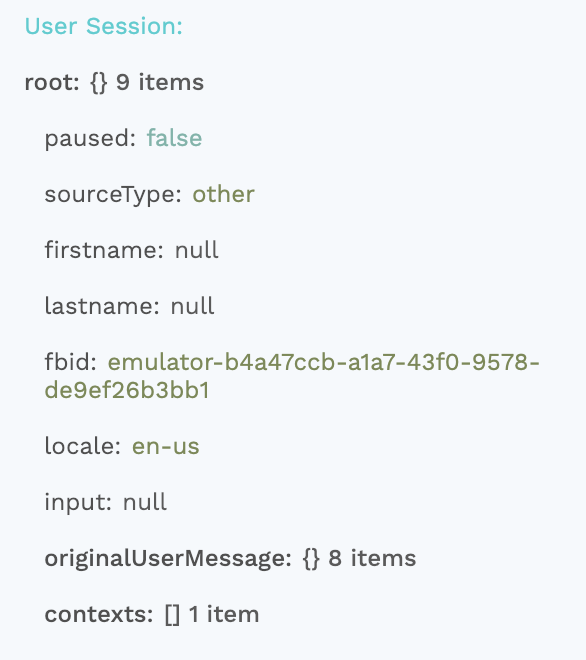 User Session:
root: {} 9 items
paused: false
sourceType: other
firstname: null
lastname: null
fbid: emulator-b4a47ccb-a1a7-43f0-9578-
de9ef26b3bb1
locale: en-us
input: null
originalUserMessage: {} 8 items
contexts: [] 1 item